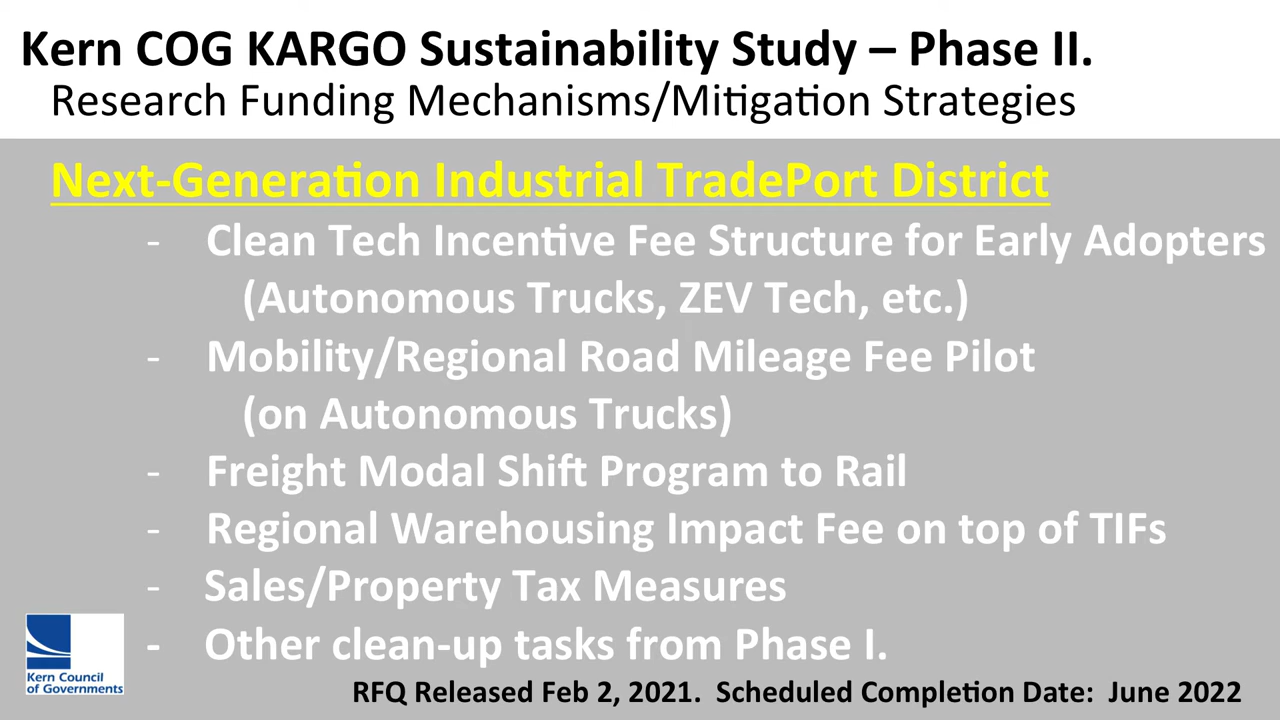 Kern COG KARGO Sustainability Study – Phase II.
Research Funding Mechanisms/Mitigation Strategies
Next-Generation Industrial TradePort District
- Clean Tech Incentive Fee Structure for Early Adopters
(Autonomous Trucks, ZEV Tech, etc.)
- Mobility/Regional Road Mileage Fee Pilot
(on Autonomous Trucks)
- Freight Modal Shift Program to Rail
- Regional Warehousing Impact Fee on top of TIFs
- Sales/Property Tax Measures
- Other clean-up tasks from Phase I.
Kern Council
of Governments
RFQ Released Feb 2, 2021. Scheduled Completion Date: June 2022